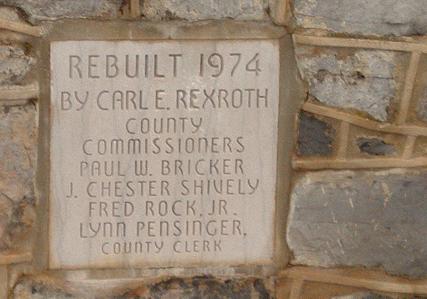 REBUILT 1974
BY CARL E. REXROTH
COUNTY
COMMISSIONERS
PAUL W. BRICKER
J. CHESTER SHIVELY
FRED ROCK, JR.
LYNN PENSINGER,
COUNTY CLERK